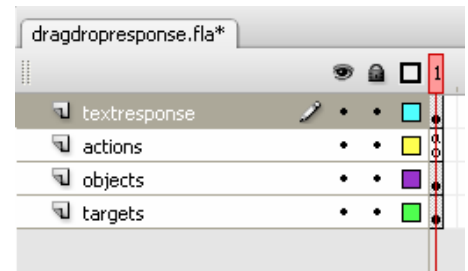 dragdropresponse.fla*
1
textresponse
a
actions
objects
targets